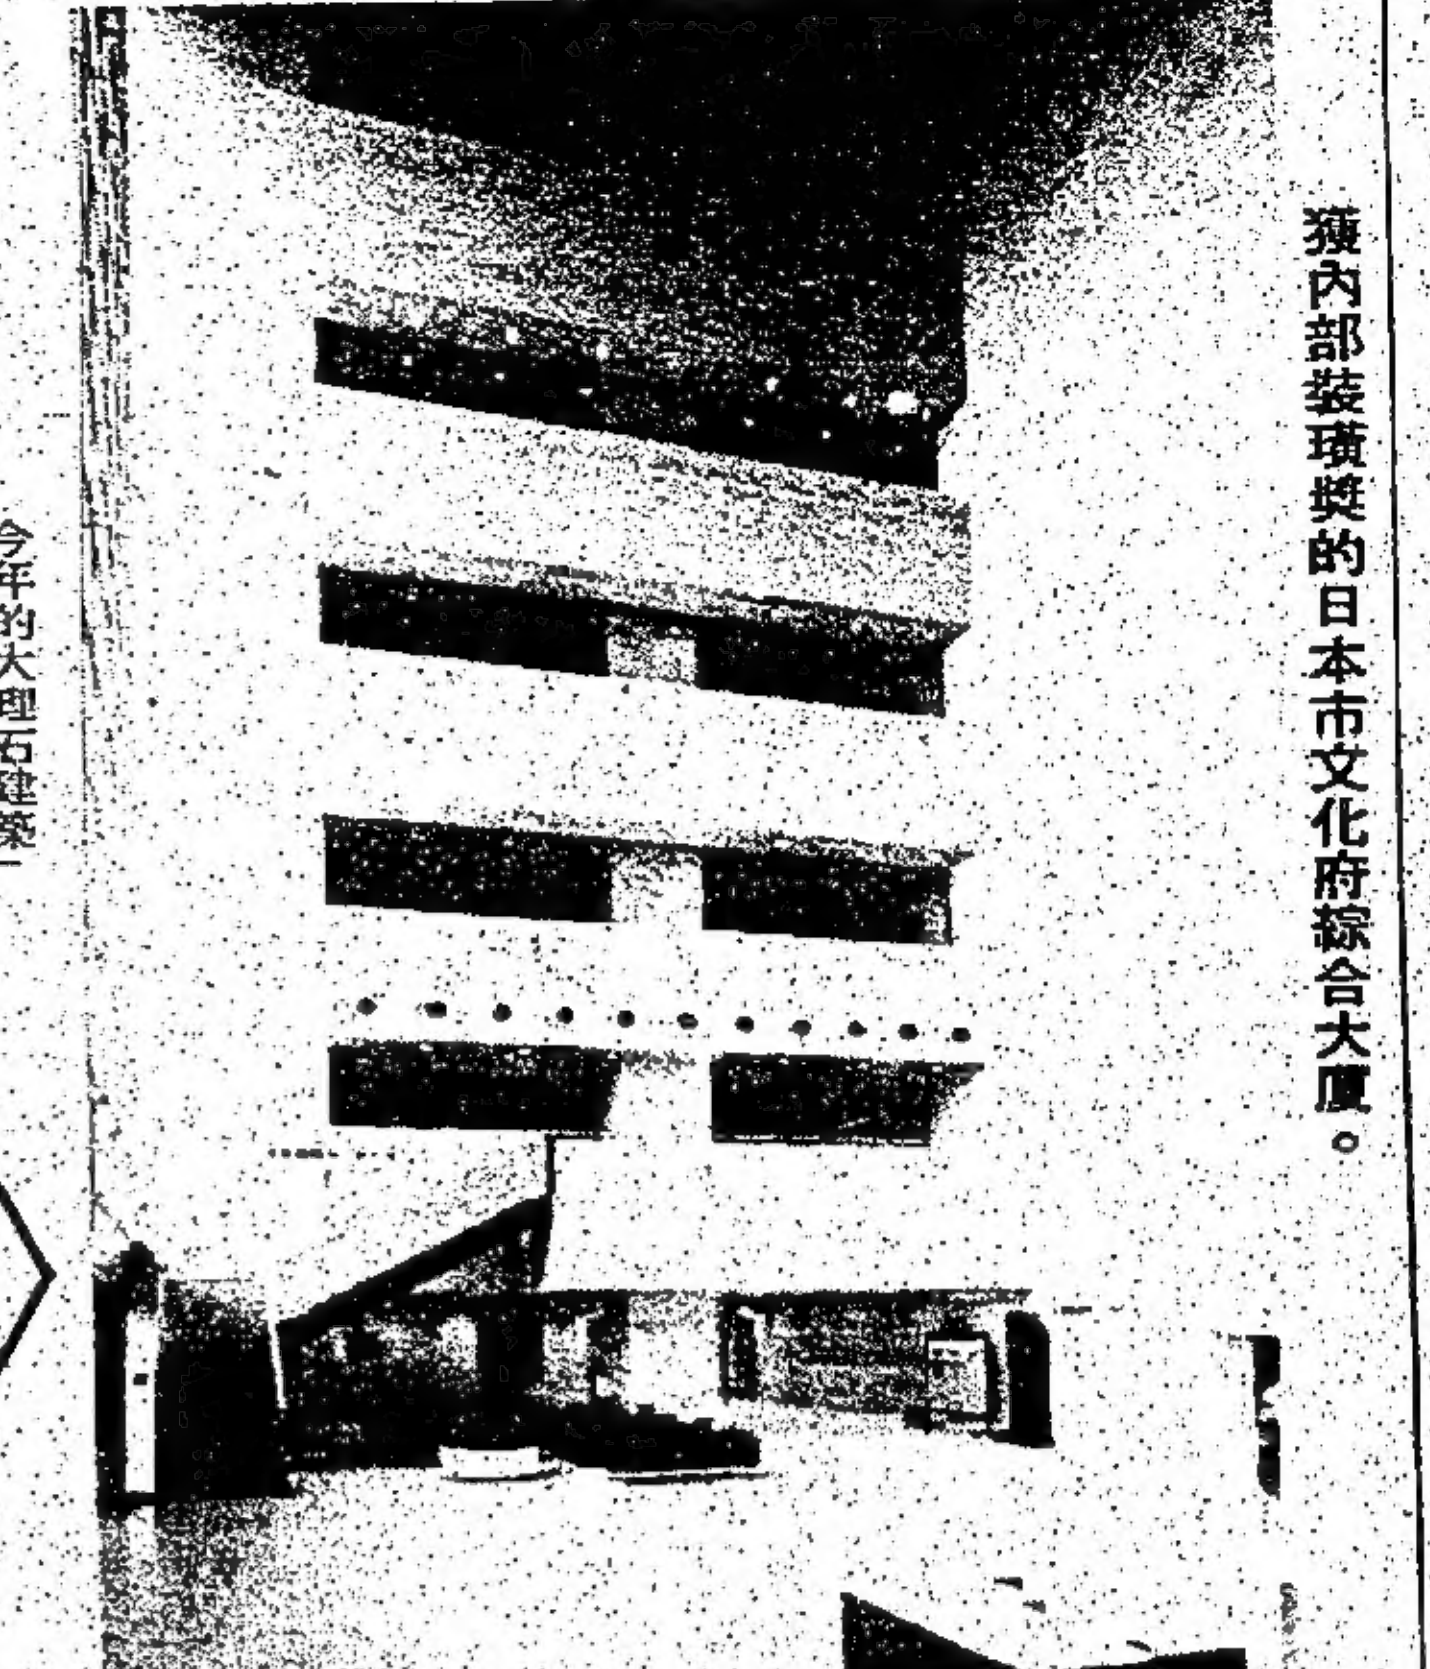 獲內部裝璜獎的日本市文化府綜合大厦。
今年的大理石建築